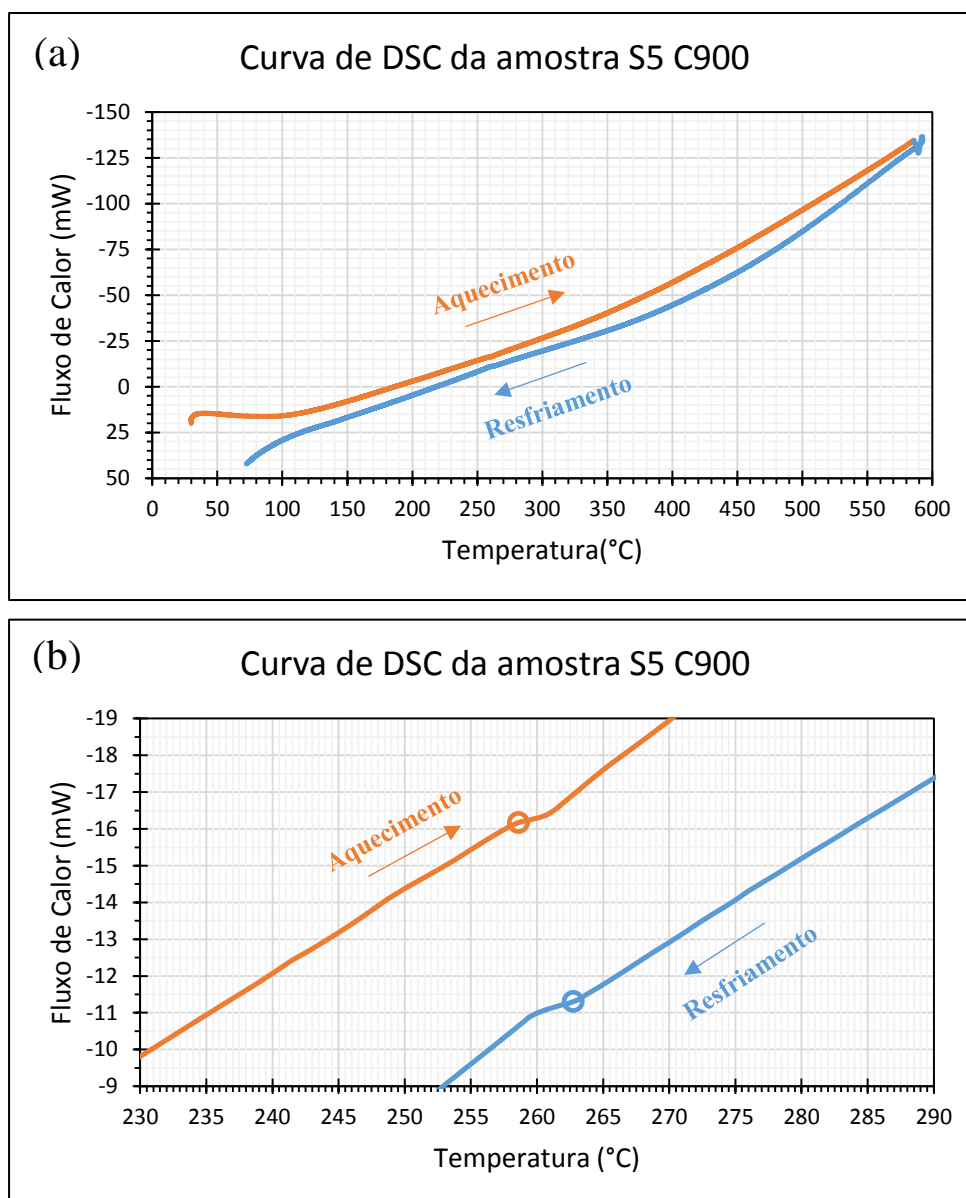 (a)
Curva de DSC da amostra S5 C900
-150
-125
-100
-75
-50
-25
0
25
50
Fluxo de Calor (mW)
Aquecimento
Resfriamento
0 50 100 150 200 250 300 350 400 450 500 550 600
Temperatura(°C)
(b)
Curva de DSC da amostra S5 C900
-19
-18
-17
-16
-15
-14
-13
-12
-11
-10
-9
Fluxo de Calor (mW)
Aquecimento
Resfriamento
230 235 240 245 250 255 260 265 270 275 280 285 290
Temperatura (°C)